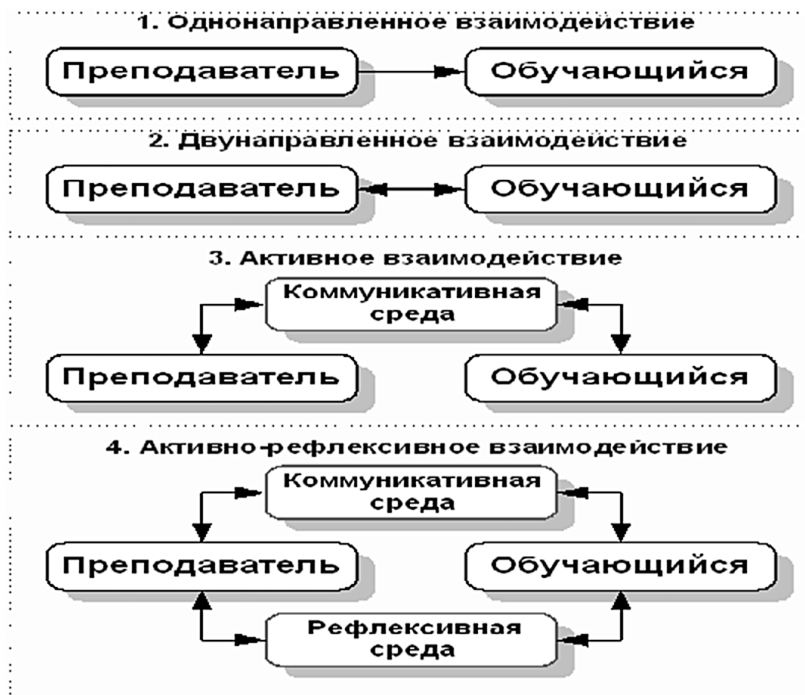 1. Однонаправленное взаимодействие
Преподаватель
Обучающийся
2. Двунаправленное взаимодействие
Преподаватель
Обучающийся
3. Активное взаимодействие
Коммуникативная
среда
Преподаватель
Обучающийся
4. Активно-рефлексивное взаимодействие
Коммуникативная
среда
Преподаватель
Обучающийся
Рефлексивная
среда